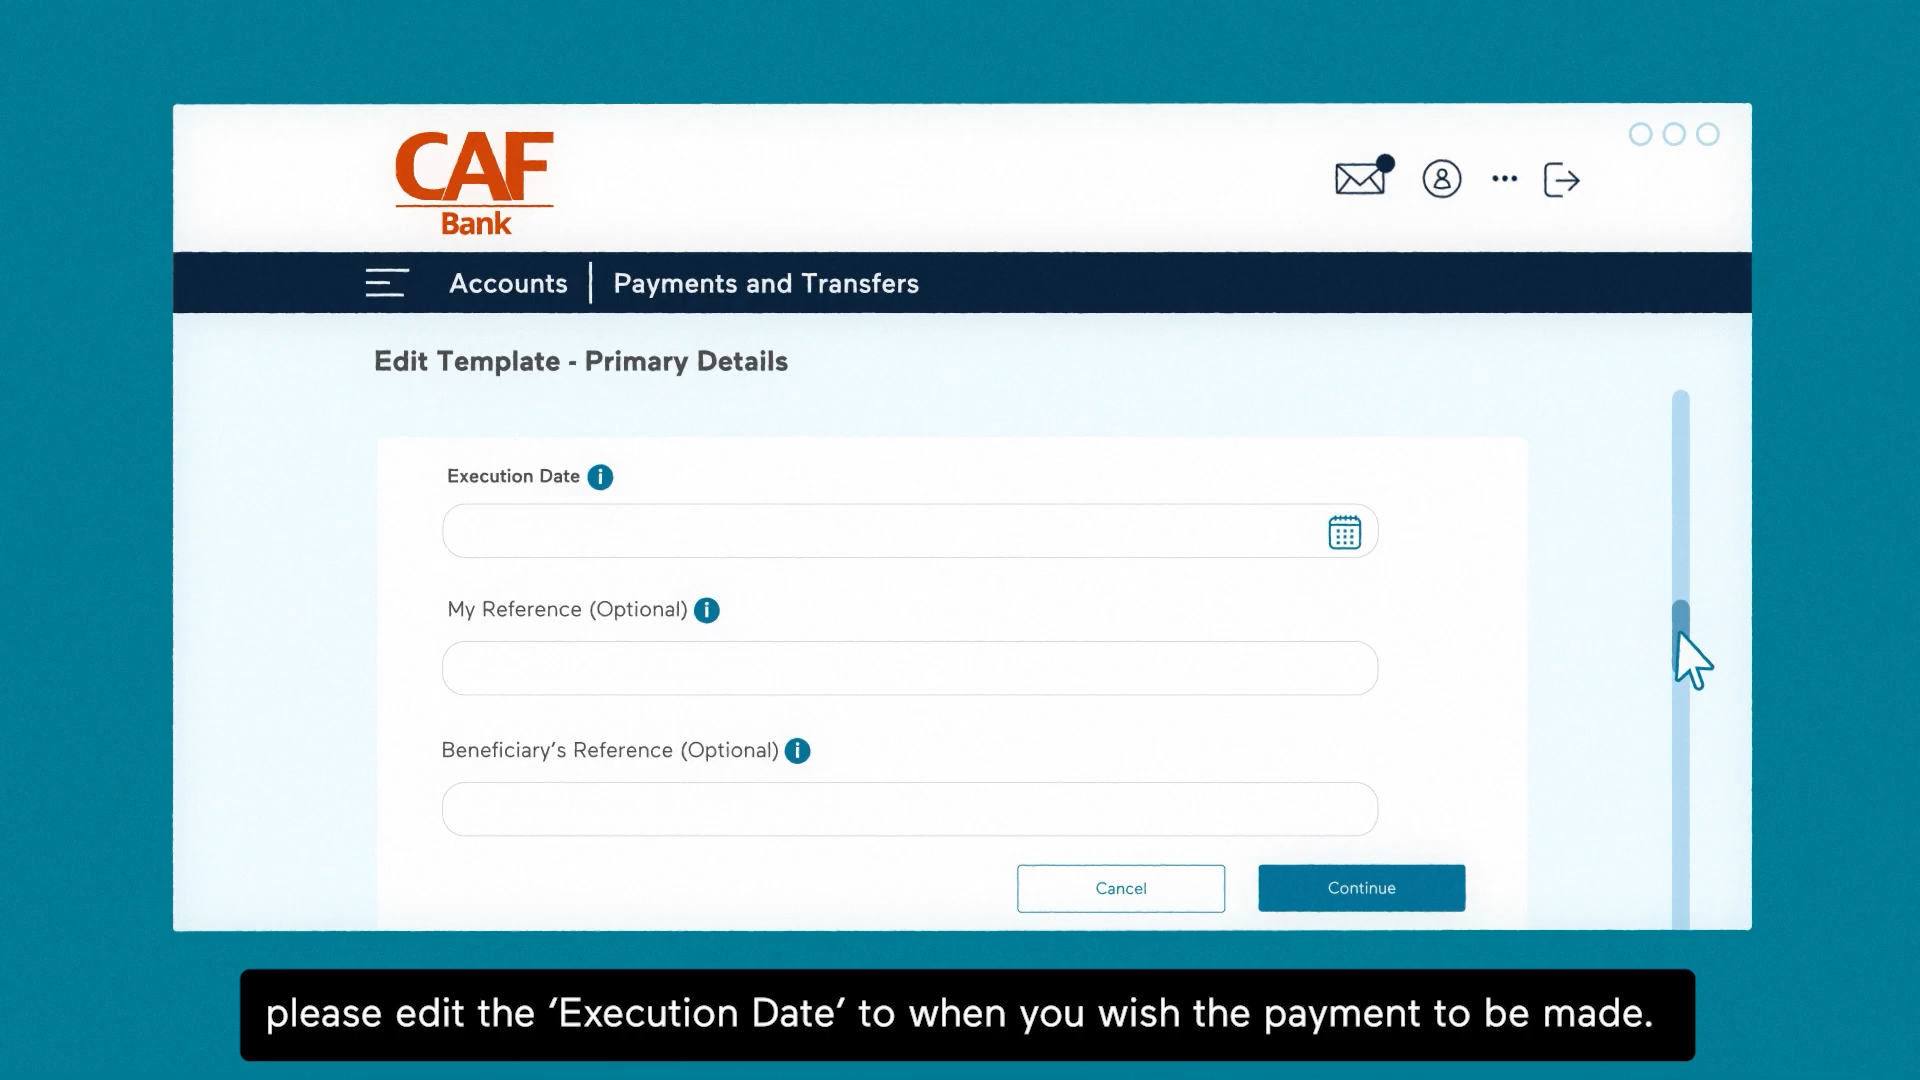 CAF
Bank
Accounts
Payments and Transfers
Edit Template - Primary Details
Execution Date i
My Reference (Optional) i
Beneficiary’s Reference (Optional) i
Cancel
Continue
please edit the ‘Execution Date’ to when you wish the payment to be made.